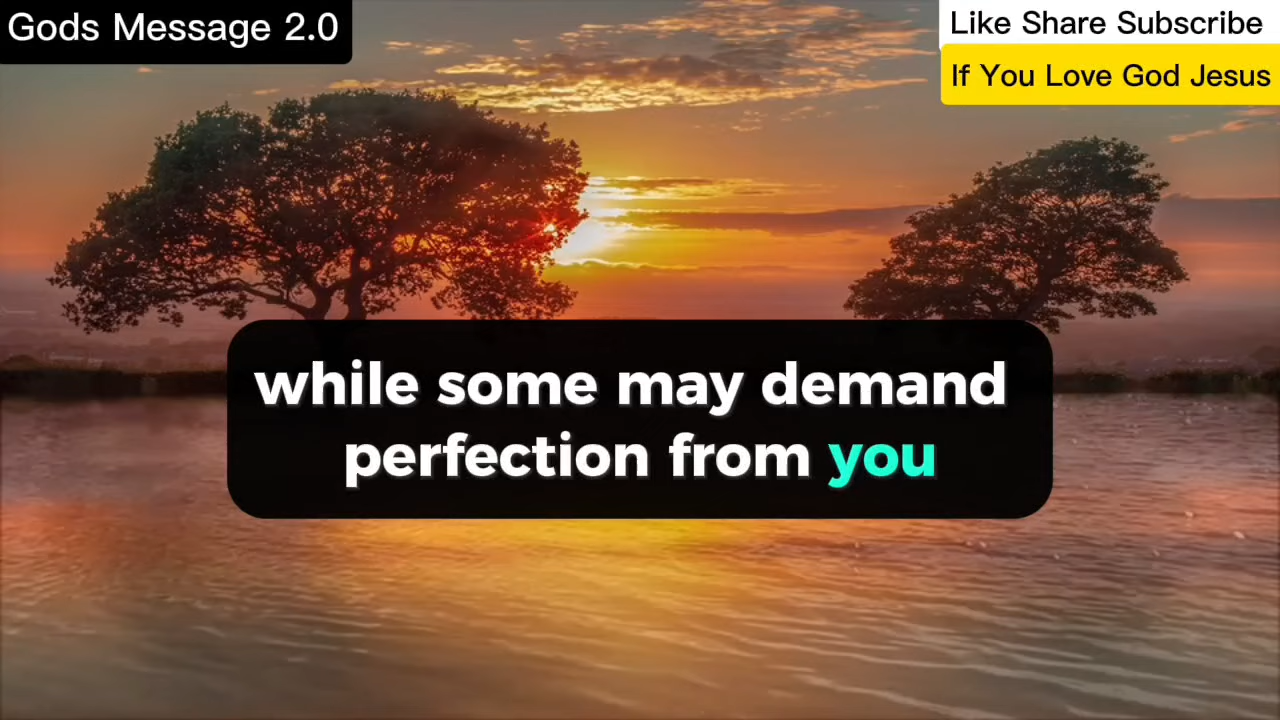 Gods Message 2.0
Like Share Subscribe
If You Love God Jesus
while some may demand
perfection from you